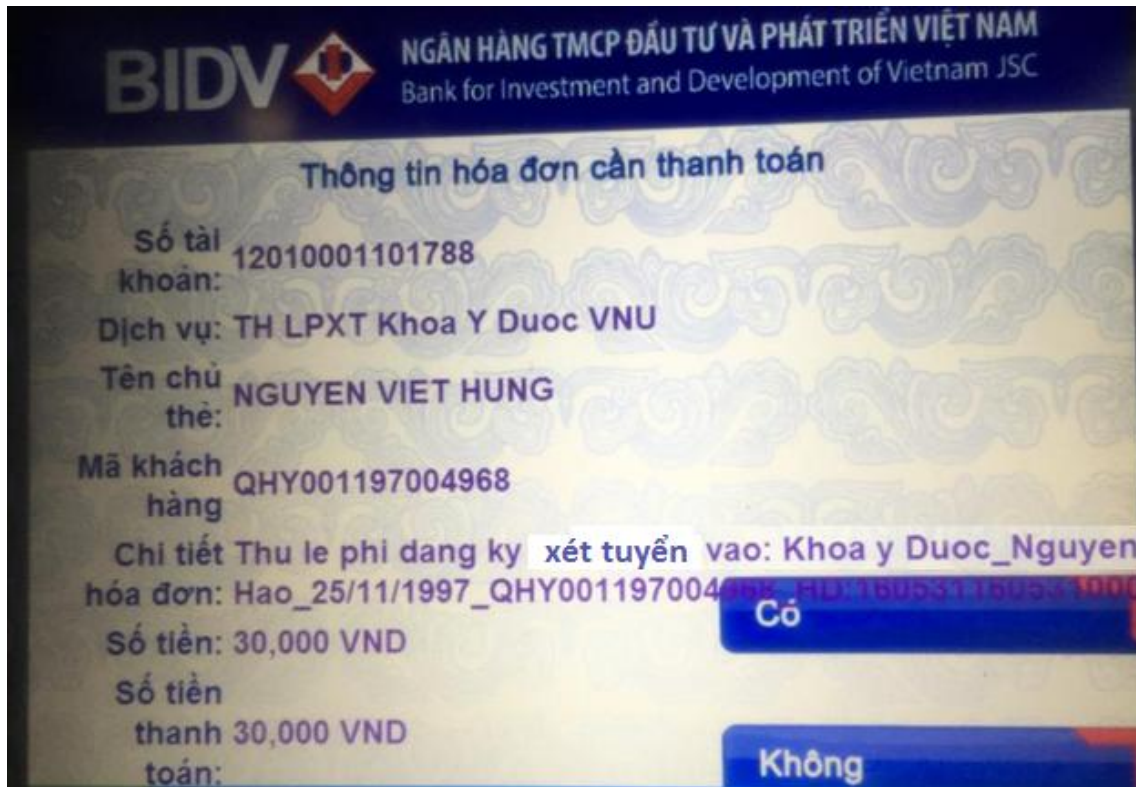 BIDV
NGÂN HÀNG TMCP ĐẦU TƯ VÀ PHÁT TRIỂN VIỆT NAM
Bank for Investment and Development of Vietnam JSC
Thông tin hóa đơn cần thanh toán
Số tài khoản: 12010001101788
Dịch vụ: TH LPXT Khoa Y Duoc VNU
Tên chủ thẻ: NGUYEN VIET HUNG
Mã khách hàng QHY001197004968
Chi tiết Thu le phi dang ky xét tuyển vao: Khoa y Duoc_Nguyen
hóa đơn: Hao_25/11/1997_QHY001197004968_HD:160531160531000
Có
Số tiền: 30,000 VND
Số tiền thanh toán: 30,000 VND
Không